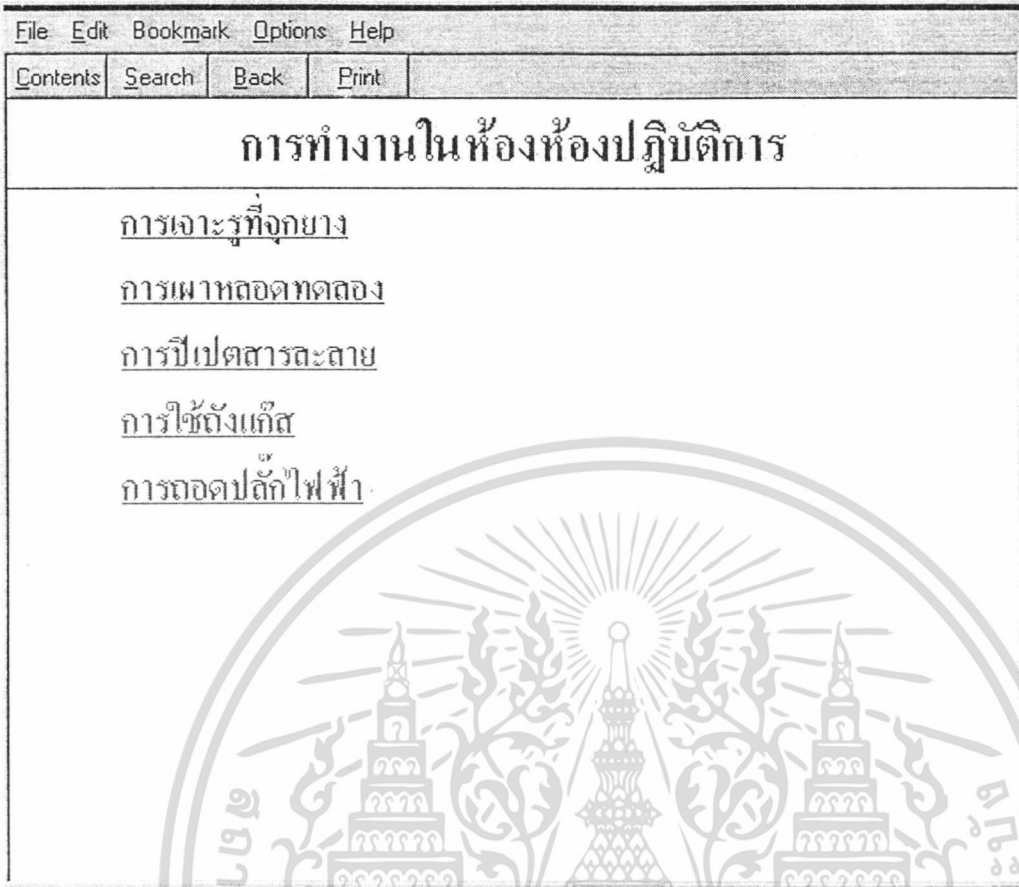 File Edit Bookmark Options Help
Contents Search Back Print
การทำงานในห้องห้องปฎิบัติการ
การเจาะรูที่จุกยาง
การเผาหลอดทดลอง
การปีเปตสารละลาย
การใช้ถังแก๊ส
การถอดปลั๊กไฟฟ้า